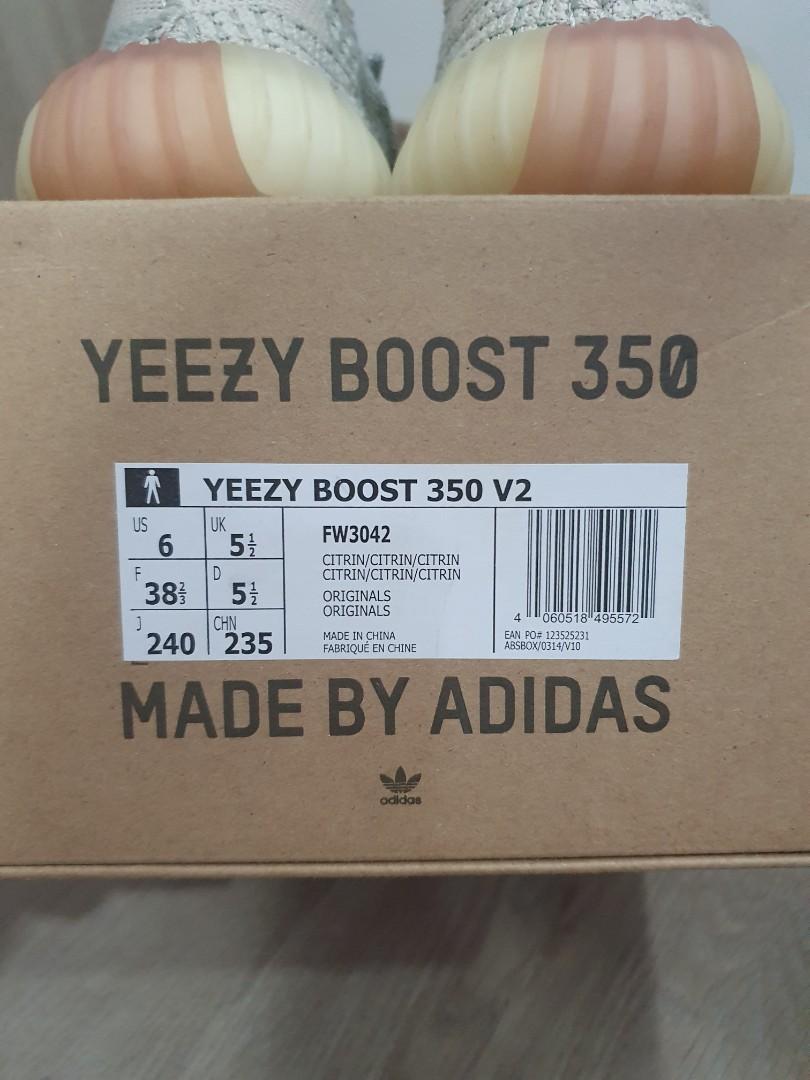 YEEZY BOOST 350
YEEZY BOOST 350 V2
US 6
UK 5½
F 38⅔
D 5½
J 240
CHN 235
FW3042
CITRIN/CITRIN/CITRIN
CITRIN/CITRIN/CITRIN
ORIGINALS
ORIGINALS
MADE IN CHINA
FABRIQUÉ EN CHINE
4 060518 495572
EAN PO# 123525231
ABSBOX/0314/V10
MADE BY ADIDAS
adidas